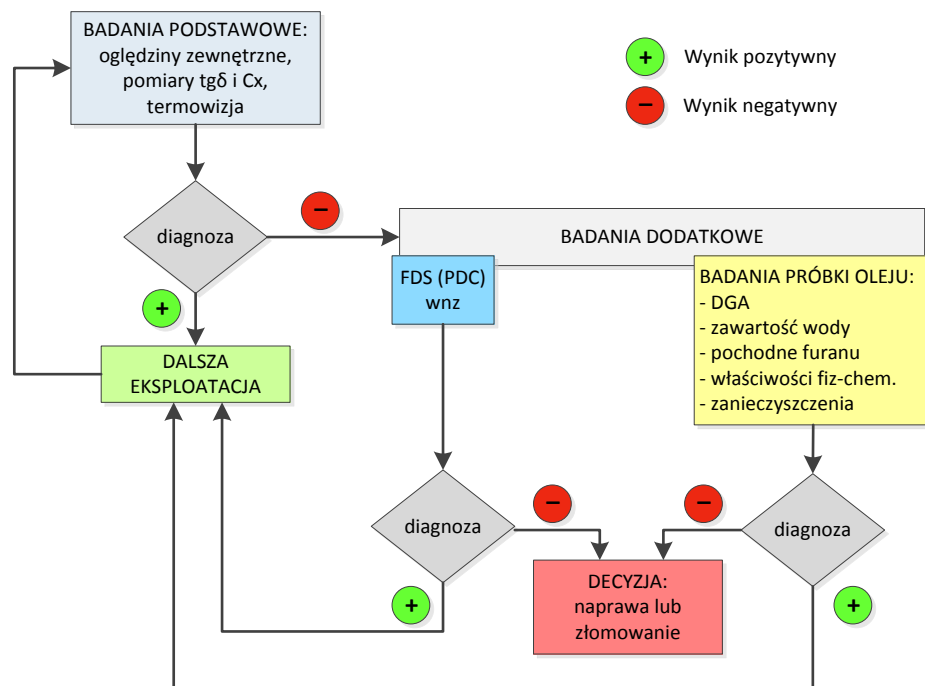 BADANIA PODSTAWOWE:
oględziny zewnętrzne,
pomiary tgδ i Cx,
termowizja
+
Wynik pozytywny
−
Wynik negatywny
diagnoza
−
BADANIA DODATKOWE
+
FDS (PDC)
wnz
BADANIA PRÓBKI OLEJU:
- DGA
- zawartość wody
- pochodne furanu
- właściwości fiz-chem.
- zanieczyszczenia
DALSZA
EKSPLOATACJA
diagnoza
−
−
diagnoza
+
DECYZJA:
naprawa lub
złomowanie
+